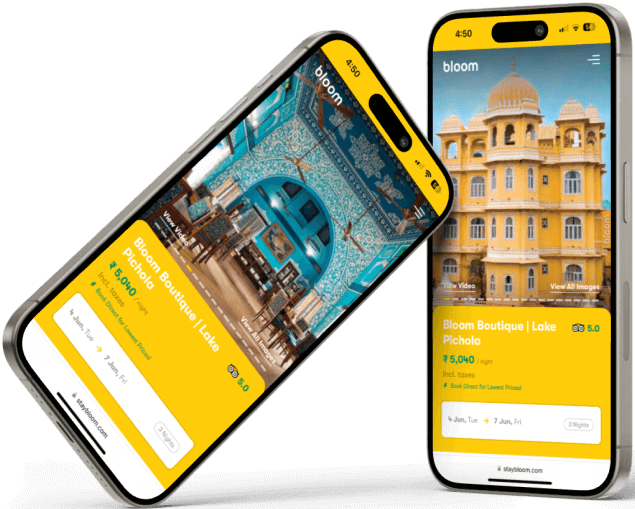 4:50
bloom
View Video
View All Images
Bloom Boutique | Lake
Pichola
5.0
₹ 5,040 / night
Incl. taxes
Book Direct for Lowest Prices!
4 Jun, Tue → 7 Jun, Fri
3 Nights
staybloom.com
4:50
bloom
bloom
View Video
View All Images
Bloom Boutique | Lake
Pichola
5.0
₹ 5,040 / night
Incl. taxes
Book Direct for Lowest Prices!
4 Jun, Tue → 7 Jun, Fri
3 Nights
staybloom.com